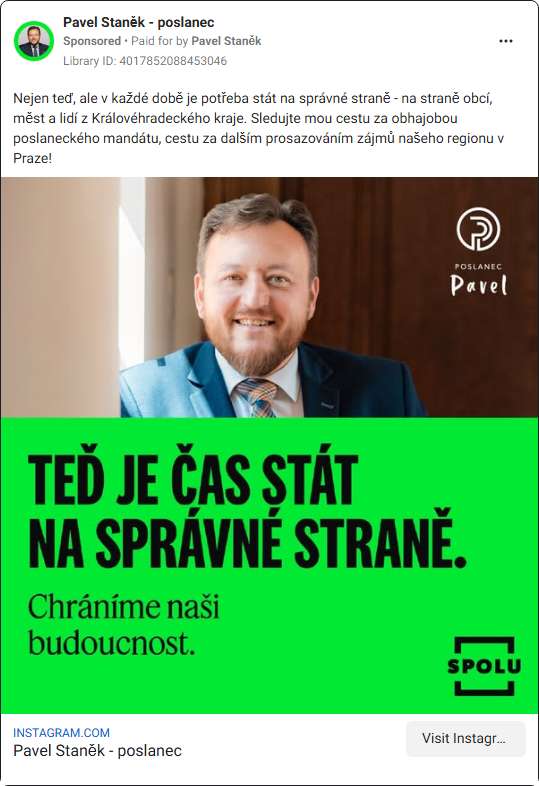 Pavel Staněk - poslanec
Sponsored • Paid for by Pavel Staněk
Library ID: 4017852088453046
Nejen teď, ale v každé době je potřeba stát na správné straně - na straně obcí,
měst a lidí z Královéhradeckého kraje. Sledujte mou cestu za obhajobou
poslaneckého mandátu, cestu za dalším prosazováním zájmů našeho regionu v
Praze!
POSLANEC
Pavel
TEĎ JE ČAS STÁT
NA SPRÁVNÉ STRANĚ.
Chráníme naši
budoucnost.
SPOLU
INSTAGRAM.COM
Pavel Staněk - poslanec
Visit Instagr...